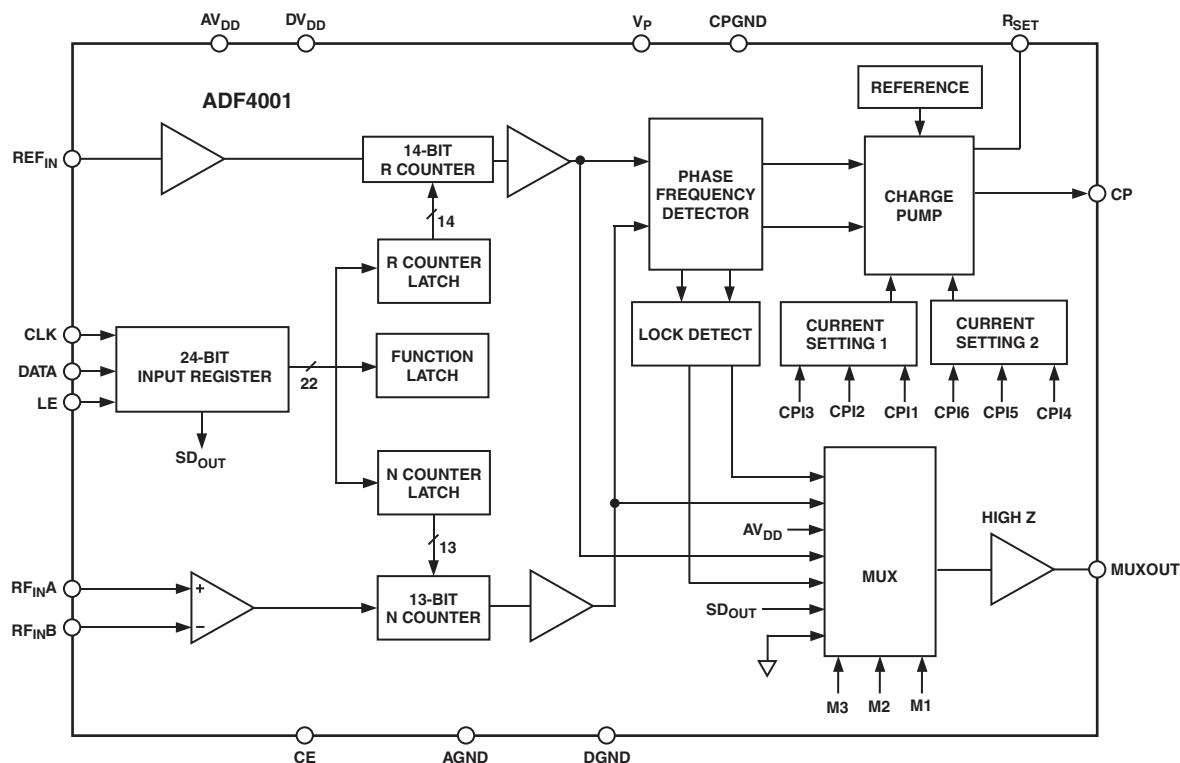 AVDD
DVDD
VP
CPGND
RSET
ADF4001
REFERENCE
REFIN
14-BIT
R COUNTER
PHASE
FREQUENCY
DETECTOR
CHARGE
PUMP
CP
14
R COUNTER
LATCH
CLK
DATA
LE
24-BIT
INPUT REGISTER
22
FUNCTION
LATCH
LOCK DETECT
CURRENT
SETTING 1
CURRENT
SETTING 2
CPI3
CPI2
CPI1
CPI6
CPI5
CPI4
SDOUT
N COUNTER
LATCH
13
AVDD
HIGH Z
MUX
MUXOUT
RFINA
RFINB
+
–
13-BIT
N COUNTER
SDOUT
M3
M2
M1
CE
AGND
DGND